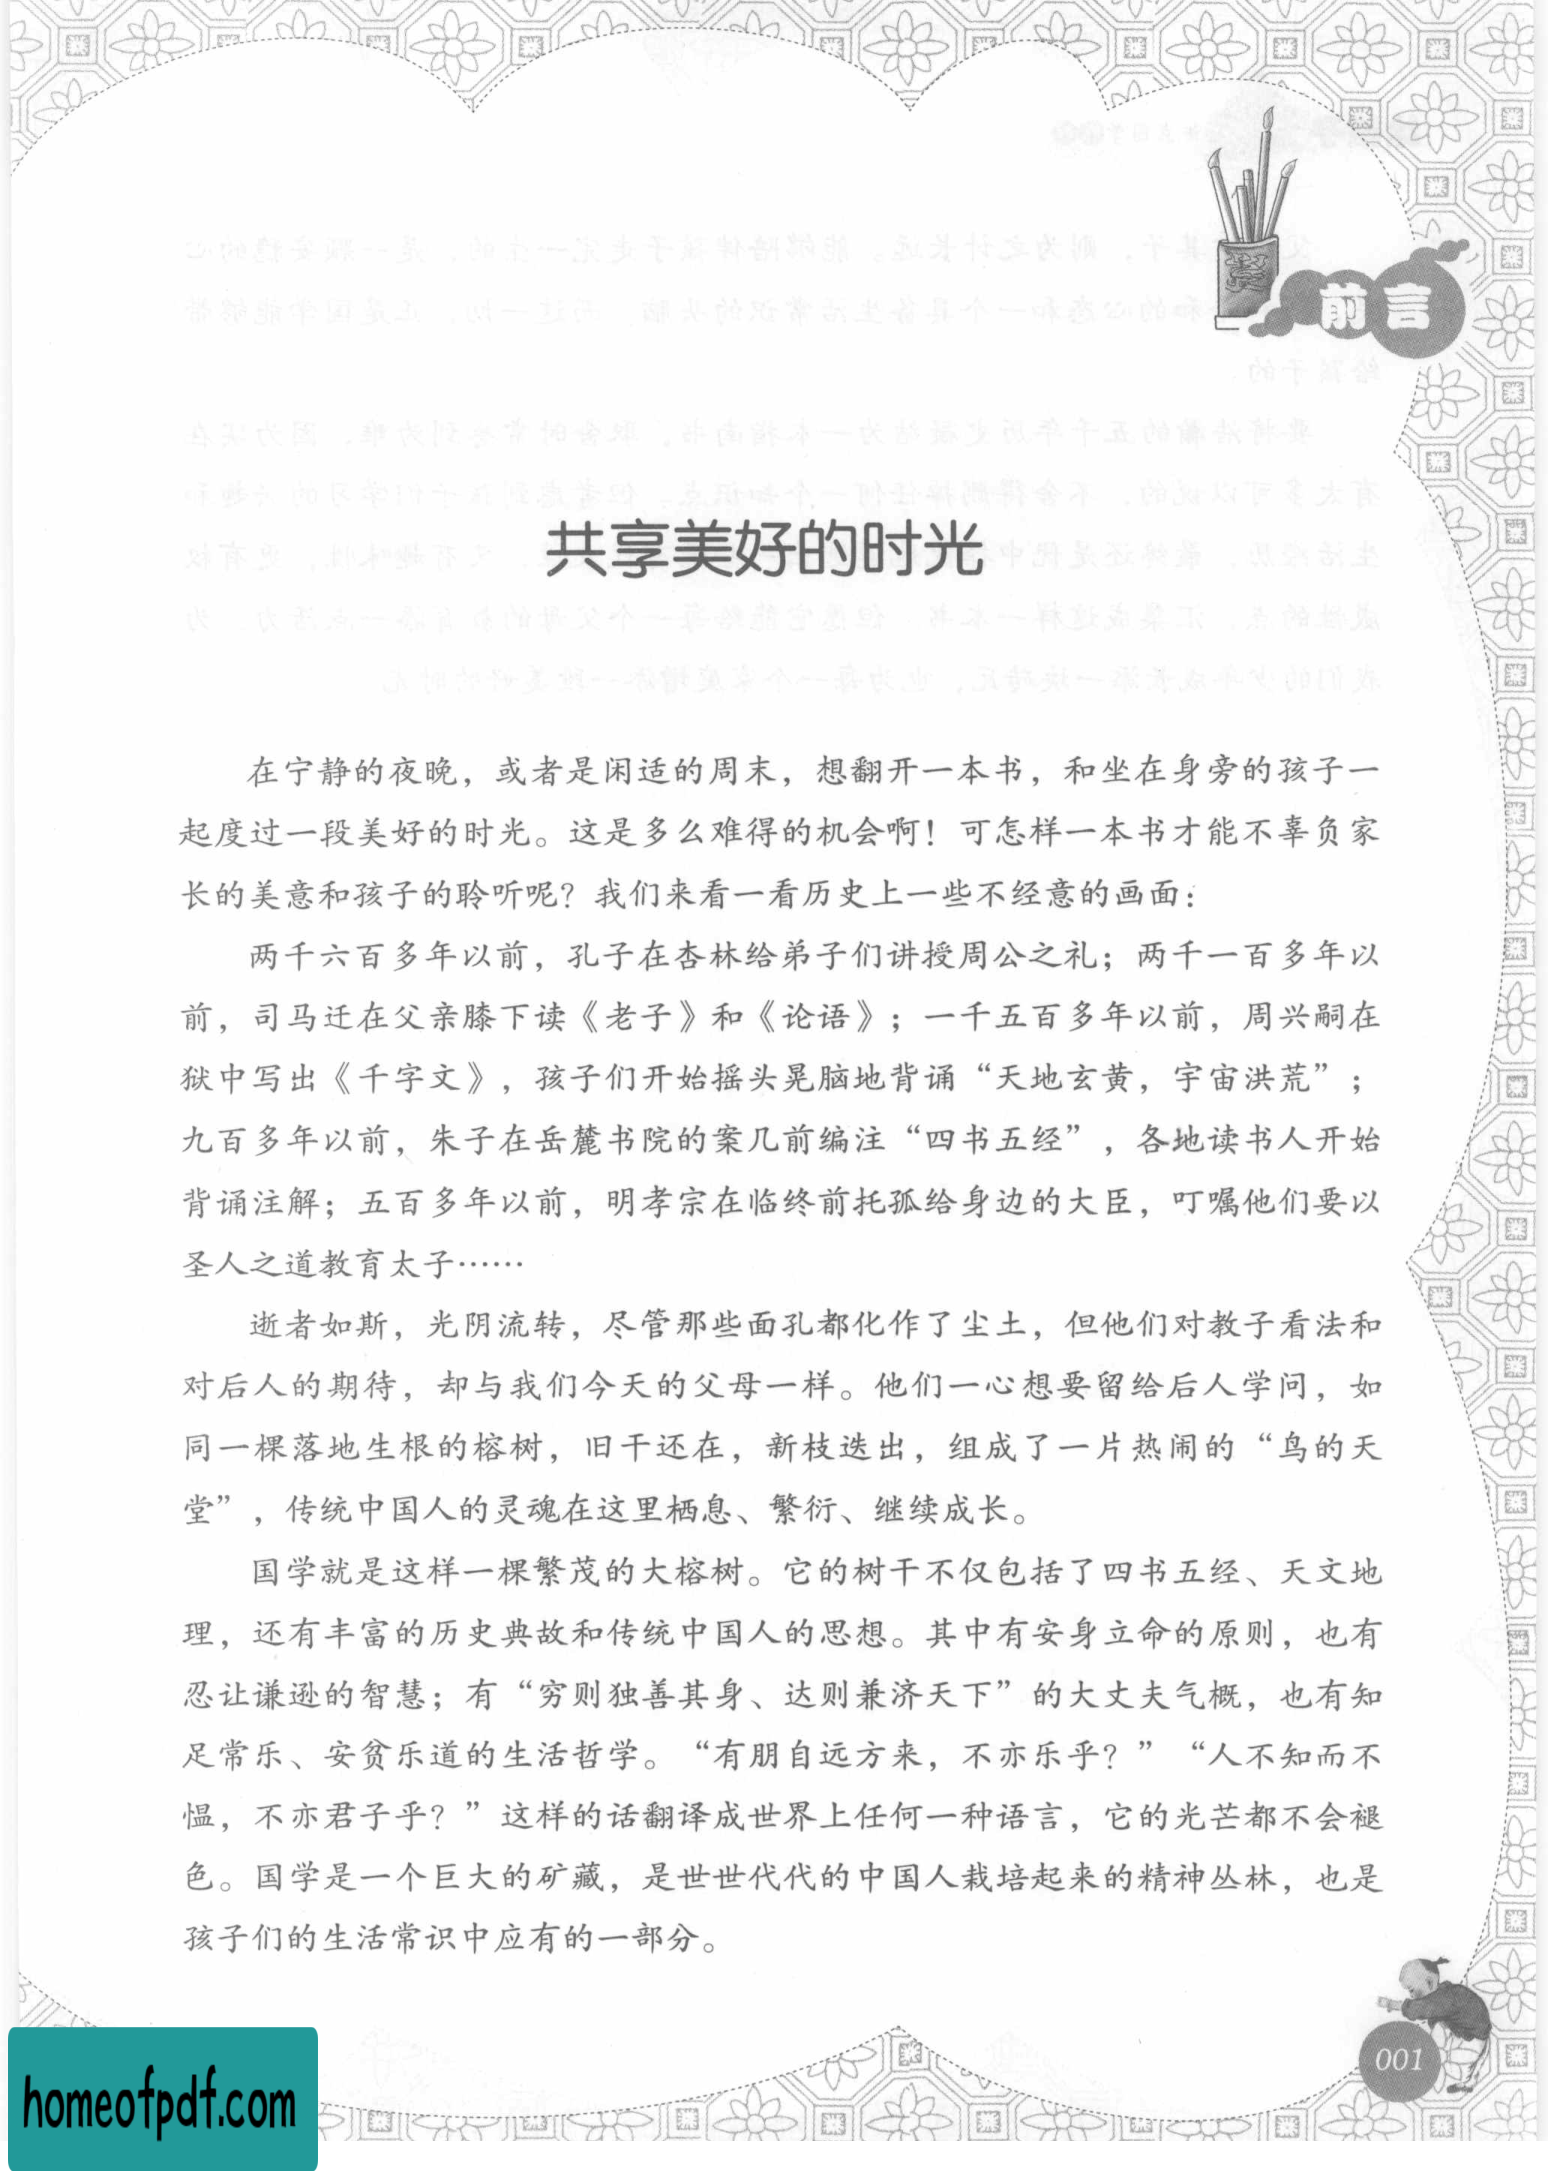 前言
共享美好的时光
在宁静的夜晚，或者是闲适的周末，想翻开一本书，和坐在身旁的孩子一
起度过一段美好的时光。这是多么难得的机会啊！可怎样一本书才能不辜负家
长的美意和孩子的聆听呢？我们来看一看历史上一些不经意的画面：
两千六百多年以前，孔子在杏林给弟子们讲授周公之礼；两千一百多年以
前，司马迁在父亲膝下读《老子》和《论语》；一千五百多年以前，周兴嗣在
狱中写出《千字文》，孩子们开始摇头晃脑地背诵“天地玄黄，宇宙洪荒”；
九百多年以前，朱子在岳麓书院的案几前编注“四书五经”，各地读书人开始
背诵注解；五百多年以前，明孝宗在临终前托孤给身边的大臣，叮嘱他们要以
圣人之道教育太子……
逝者如斯，光阴流转，尽管那些面孔都化作了尘土，但他们对教子看法和
对后人的期待，却与我们今天的父母一样。他们一心想要留给后人学问，如
同一棵落地生根的榕树，旧干还在，新枝迭出，组成了一片热闹的“鸟的天
堂”，传统中国人的灵魂在这里栖息、繁衍、继续成长。
国学就是这样一棵繁茂的大榕树。它的树干不仅包括了四书五经、天文地
理，还有丰富的历史典故和传统中国人的思想。其中有安身立命的原则，也有
忍让谦逊的智慧；有“穷则独善其身、达则兼济天下”的大丈夫气概，也有知
足常乐、安贫乐道的生活哲学。“有朋自远方来，不亦乐乎？”“人不知而不
愠，不亦君子乎？”这样的话翻译成世界上任何一种语言，它的光芒都不会褪
色。国学是一个巨大的矿藏，是世世代代的中国人栽培起来的精神丛林，也是
孩子们的生活常识中应有的一部分。
001
homeofpdf.com